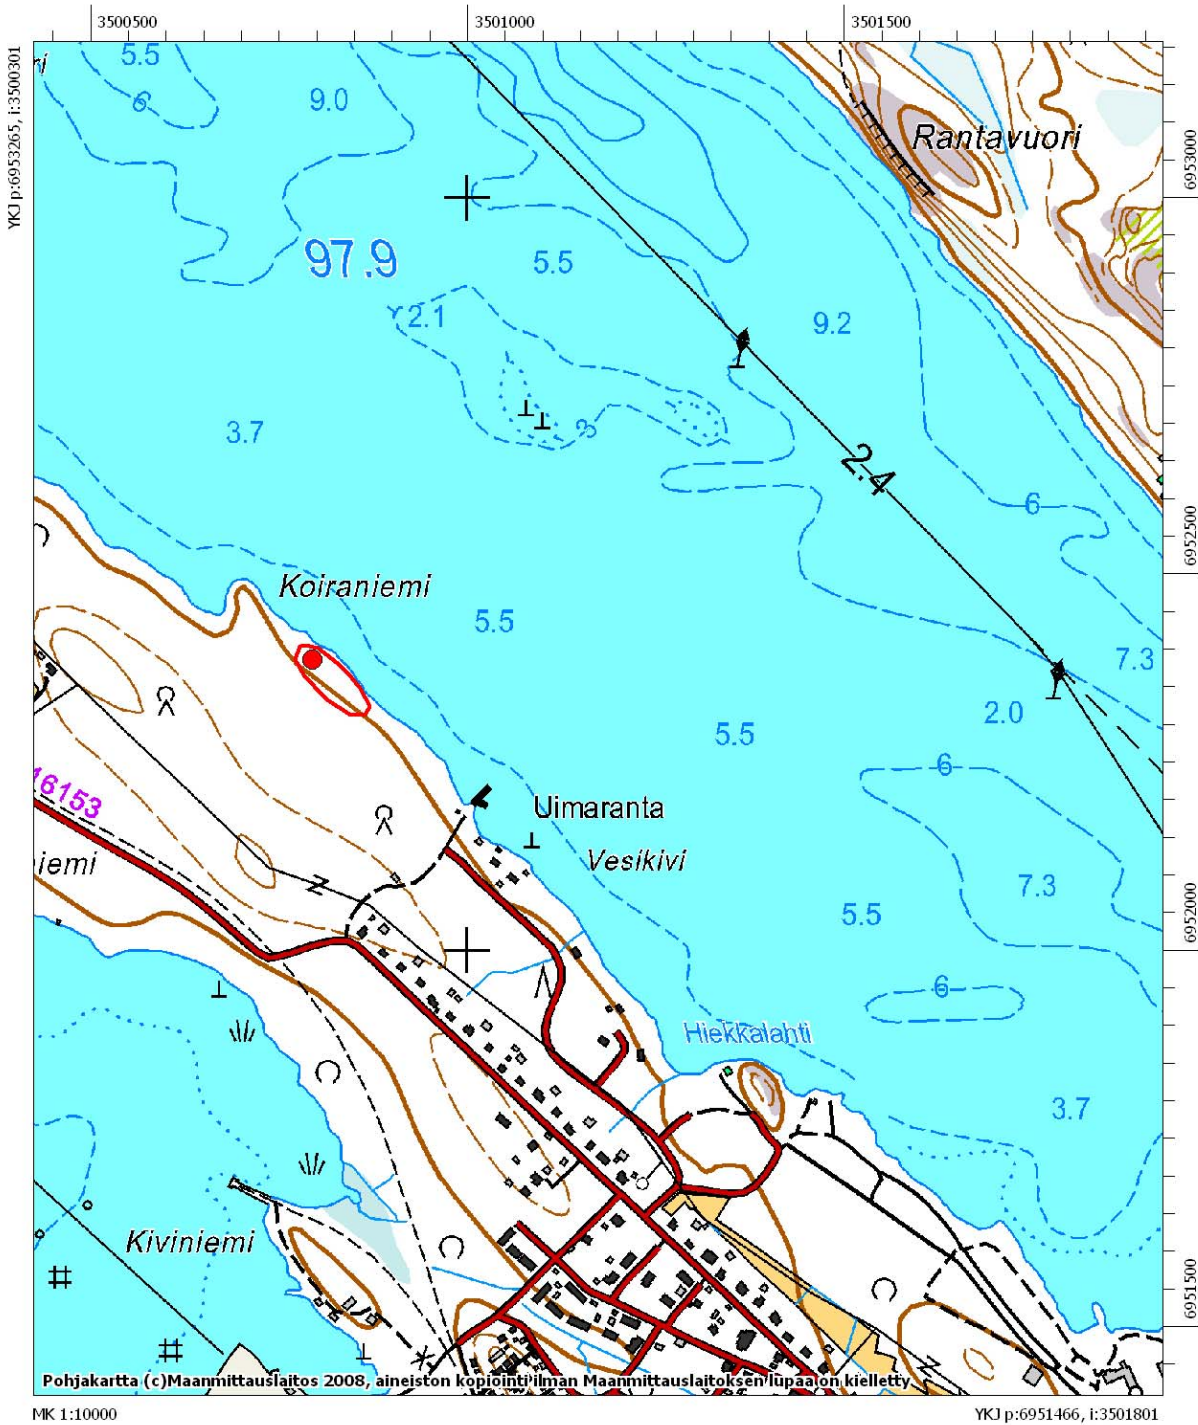 3500500
3501000
3501500
YKJ p:6953265, i:3500301
5.5
6
9.0
Rantavuori
6953000
97.9
5.5
2.1
9.2
3
3.7
2.4
6
6952500
Koiraniemi
5.5
7.3
2.0
5.5
6
16153
Uimaranta
Vesikivi
7.3
5.5
6952000
6
Hiekkalahti
3.7
Kiviniemi
6951500
Pohjakartta (c)Maanmittauslaitos 2008, aineiston kopiointi ilman Maanmittauslaitoksen lupaa on kielletty
MK 1:10000
YKJ p:6951466, i:3501801